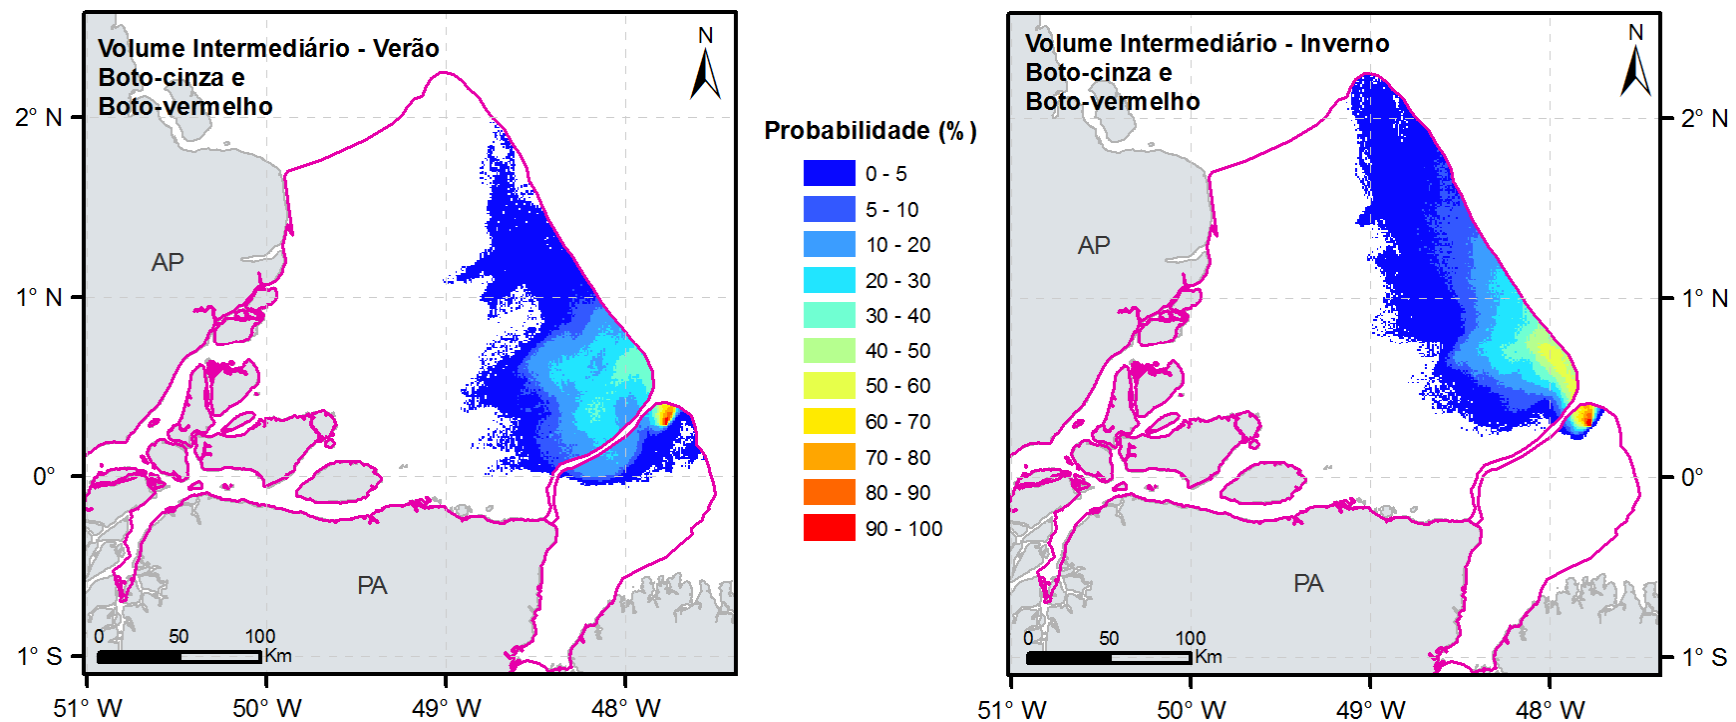 Volume Intermediário - Verão
Boto-cinza e
Boto-vermelho
N
2° N
1° N
0°
1° S
AP
PA
0 50 100
Km
51° W 50° W 49° W 48° W
Probabilidade (%)
0 - 5
5 - 10
10 - 20
20 - 30
30 - 40
40 - 50
50 - 60
60 - 70
70 - 80
80 - 90
90 - 100
Volume Intermediário - Inverno
Boto-cinza e
Boto-vermelho
N
2° N
1° N
0°
1° S
AP
PA
0 50 100
Km
51° W 50° W 49° W 48° W